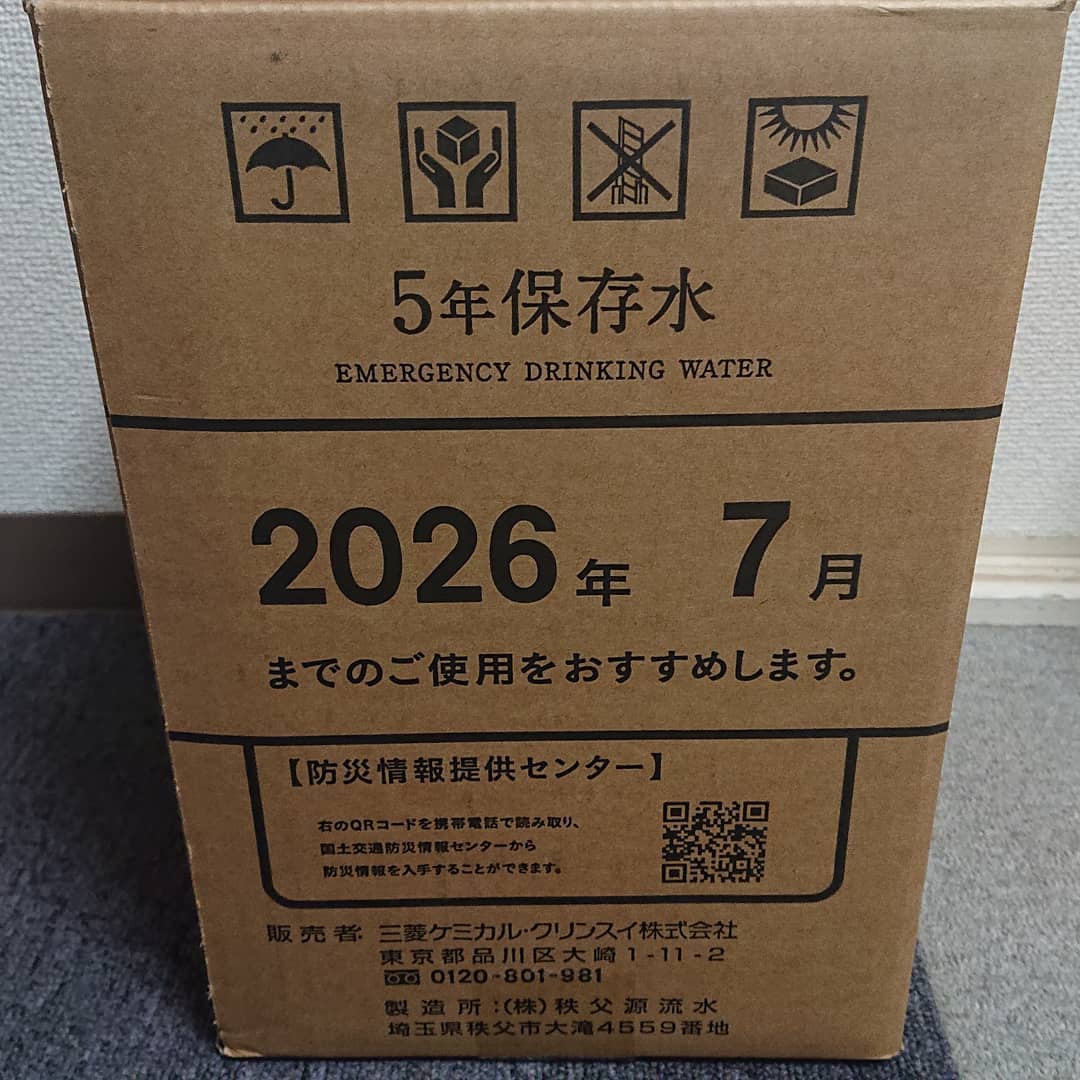 5年保存水
EMERGENCY DRINKING WATER
2026年 7月
までのご使用をおすすめします。
【防災情報提供センター】
右のQRコードを携帯電話で読み取り、
国土交通防災情報センターから
防災情報を入手することができます。
販売者:三菱ケミカル・クリンスイ株式会社
東京都品川区大崎1-11-2
0120-801-981
製造所:(株)秩父源流水
埼玉県秩父市大滝4559番地